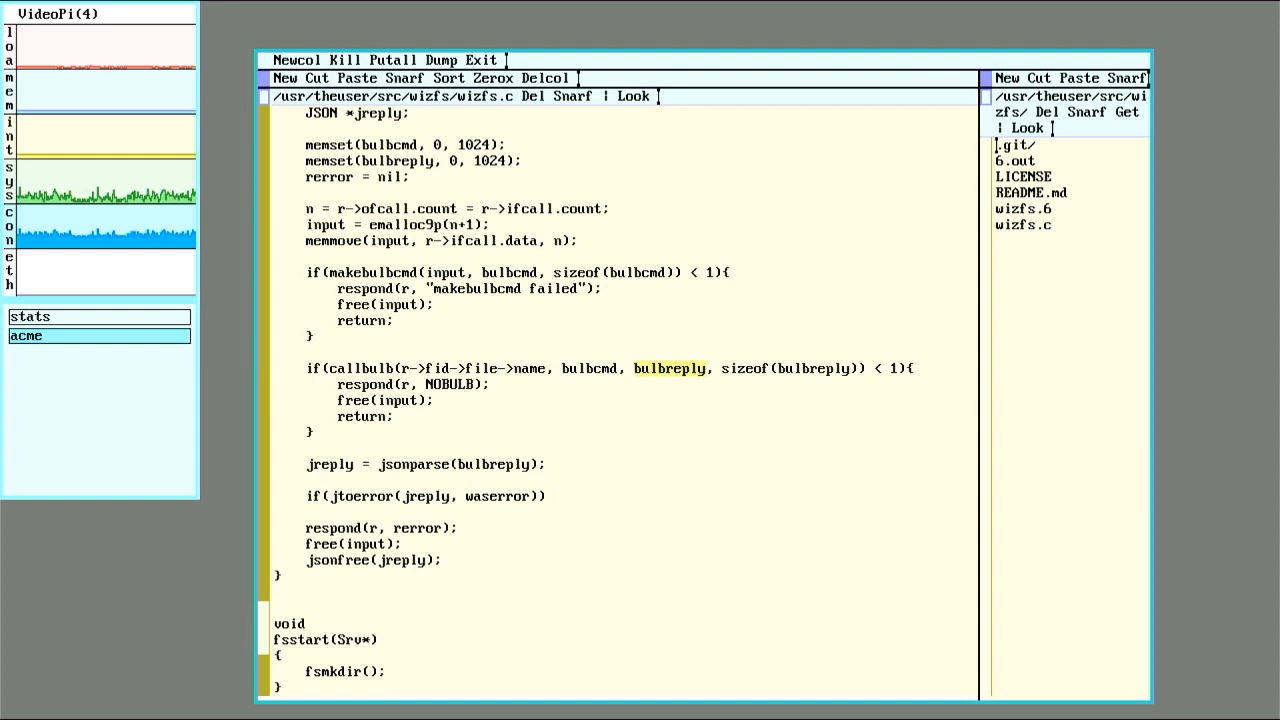 VideoPi(4)
loa
mem
int
sys
con
eth
stats
acme
Newcol Kill Putall Dump Exit
New Cut Paste Snarf Sort Zerox Delcol
/usr/theuser/src/wizfs/wizfs.c Del Snarf | Look
JSON *jreply;
memset(bulbcmd, 0, 1024);
memset(bulbreply, 0, 1024);
rerror = nil;
n = r->ofcall.count = r->ifcall.count;
input = emalloc9p(n+1);
memmove(input, r->ifcall.data, n);
if(makebulbcmd(input, bulbcmd, sizeof(bulbcmd)) < 1){
respond(r, "makebulbcmd failed");
free(input);
return;
}
if(callbulb(r->fid->file->name, bulbcmd, bulbreply, sizeof(bulbreply)) < 1){
respond(r, NOBULB);
free(input);
return;
}
jreply = jsonparse(bulbreply);
if(jtoerror(jreply, waserror))
respond(r, rerror);
free(input);
jsonfree(jreply);
}
void
fsstart(Srv*)
{
fsmkdir();
}
New Cut Paste Snarf
/usr/theuser/src/wi
zfs/ Del Snarf Get
| Look
.git/
6.out
LICENSE
README.md
wizfs.6
wizfs.c